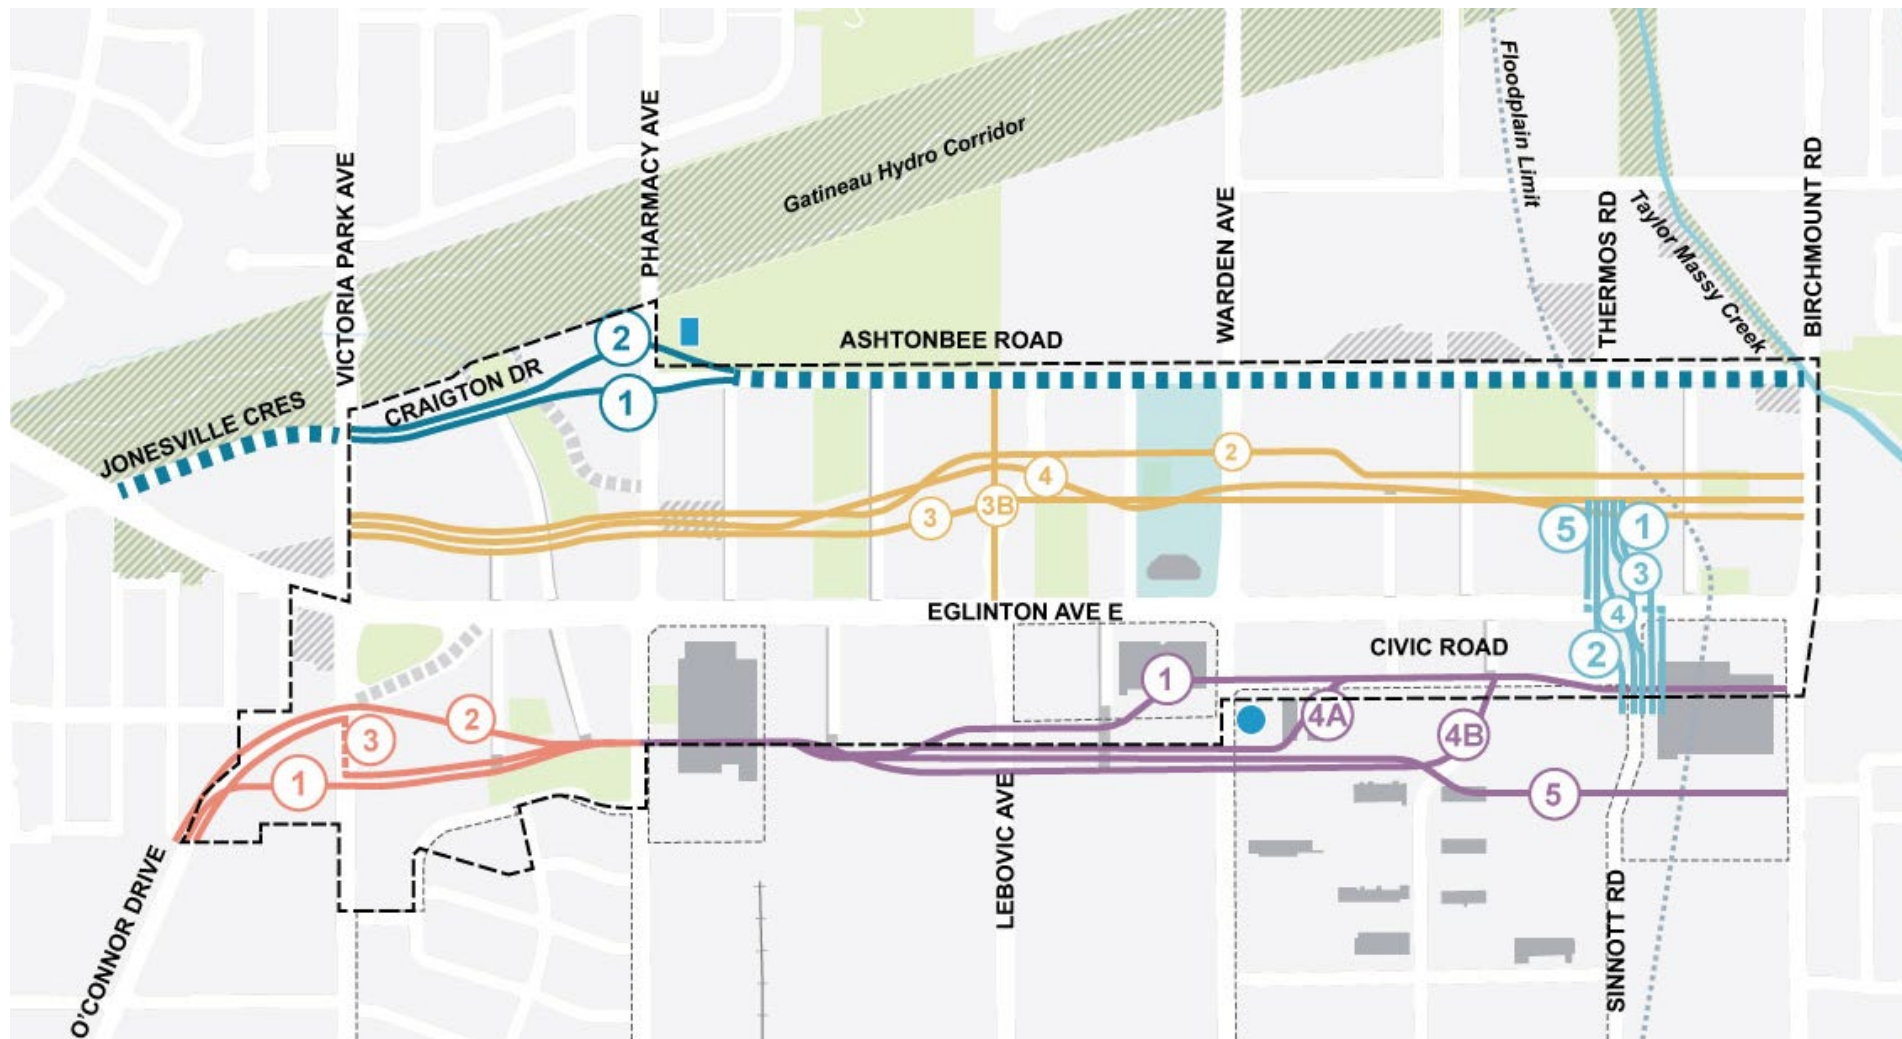 Floodplain Limit
PHARMACY AVE
Gatineau Hydro Corridor
VICTORIA PARK AVE
WARDEN AVE
THERMOS RD
Taylor Massy Creek
BIRCHMOUNT RD
2
ASHTONBEE ROAD
CRAIGTON DR
1
JONESVILLE CRES
2
4
3
3B
5
1
3
4
2
EGLINTON AVE E
CIVIC ROAD
1
2
3
1
4A
4B
5
LEBOVIC AVE
O'CONNOR DRIVE
SINNOTT RD